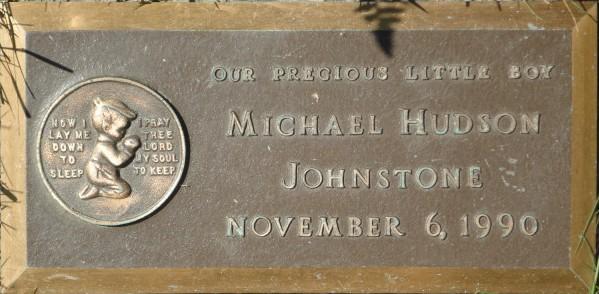 OUR PRECIOUS LITTLE BOY
MICHAEL HUDSON
JOHNSTONE
NOVEMBER 6, 1990
NOW I
LAY ME
DOWN
TO
SLEEP
I PRAY
THEE
LORD
MY SOUL
TO KEEP